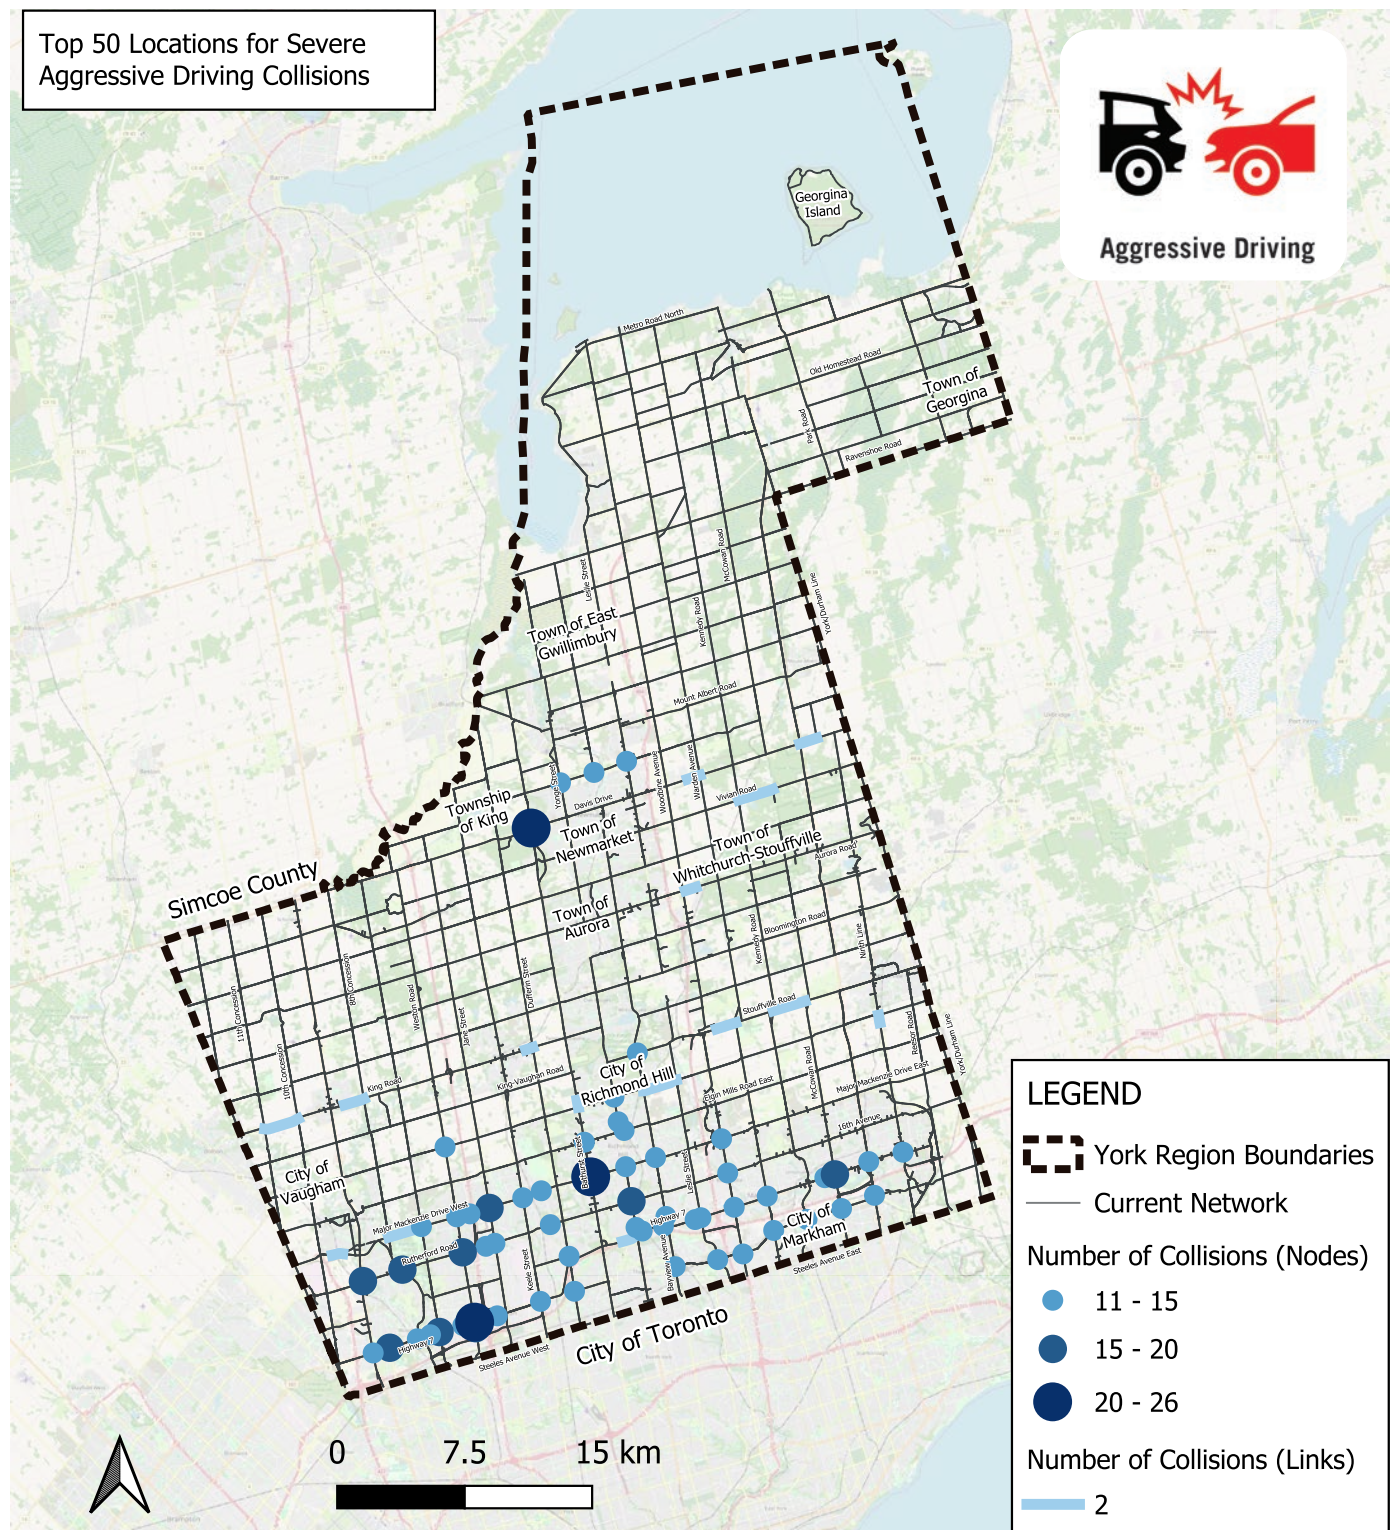 Top 50 Locations for Severe
Aggressive Driving Collisions
Aggressive Driving
Georgina
Island
Metro Road North
Old Homestead Road
Town of
Georgina
Park Road
Ravenshoe Road
McCowan Road
Leslie Street
York/Durham Line
Kennedy Road
Town of East
Gwillimbury
Mount Albert Road
Yonge Street
Woodbine Avenue
Warden Avenue
Davis Drive
Vivian Road
Township
of King
Town of
Newmarket
Town of
Whitchurch-Stouffville
Aurora Road
Simcoe County
Town of
Aurora
Kennedy Road
Bloomington Road
Ninth Line
11th Concession
8th Concession
Weston Road
Jane Street
Dufferin Street
Stouffville Road
Reesor Road
York/Durham Line
10th Concession
King Road
King-Vaughan Road
City of
Richmond Hill
Elgin Mills Road East
McCowan Road
Major Mackenzie Drive East
16th Avenue
City of
Vaugham
Bathurst Street
Leslie Street
Major Mackenzie Drive West
Rutherford Road
Highway 7
City of
Markham
Keele Street
Bayview Avenue
Steeles Avenue East
Highway 7
Steeles Avenue West
City of Toronto
0 7.5 15 km
LEGEND
York Region Boundaries
Current Network
Number of Collisions (Nodes)
11 - 15
15 - 20
20 - 26
Number of Collisions (Links)
2